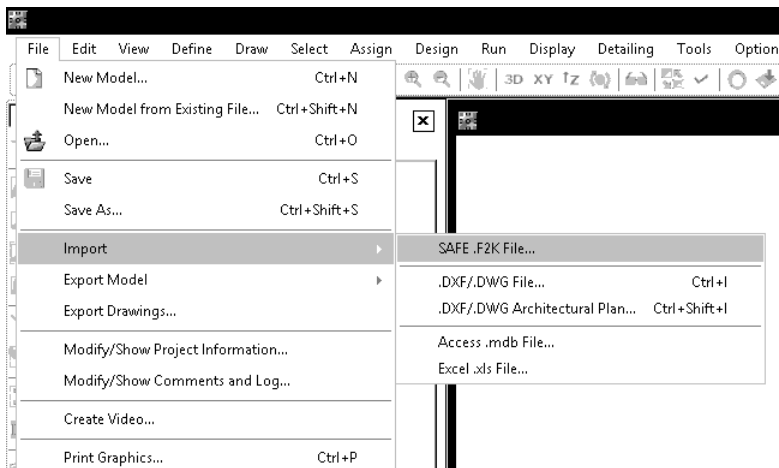 File Edit View Define Draw Select Assign Design Run Display Detailing Tools Option
3D XY
New Model... Ctrl+N
New Model from Existing File... Ctrl+Shift+N
Open... Ctrl+O
Save Ctrl+S
Save As... Ctrl+Shift+S
Import
SAFE .F2K File...
Export Model
.DXF/.DWG File... Ctrl+I
Export Drawings...
.DXF/.DWG Architectural Plan... Ctrl+Shift+I
Access .mdb File...
Modify/Show Project Information...
Excel .xls File...
Modify/Show Comments and Log...
Create Video...
Print Graphics... Ctrl+P